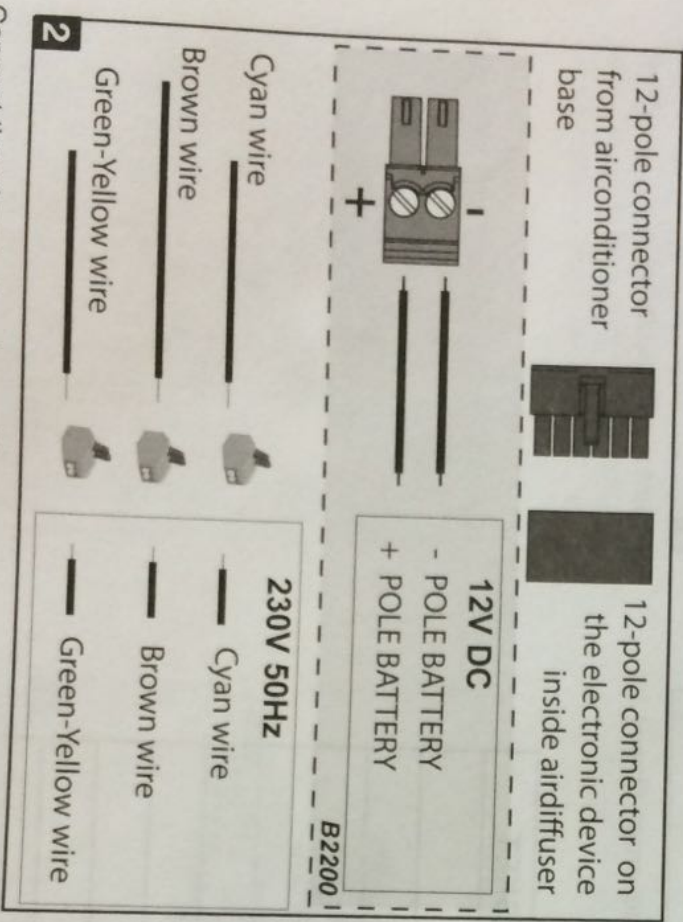 12-pole connector
from airconditioner
base
12-pole connector on
the electronic device
inside airdiffuser
-
+
12V DC
- POLE BATTERY
+ POLE BATTERY
B2200
230V 50Hz
Cyan wire
Cyan wire
Brown wire
Brown wire
Green-Yellow wire
Green-Yellow wire
2